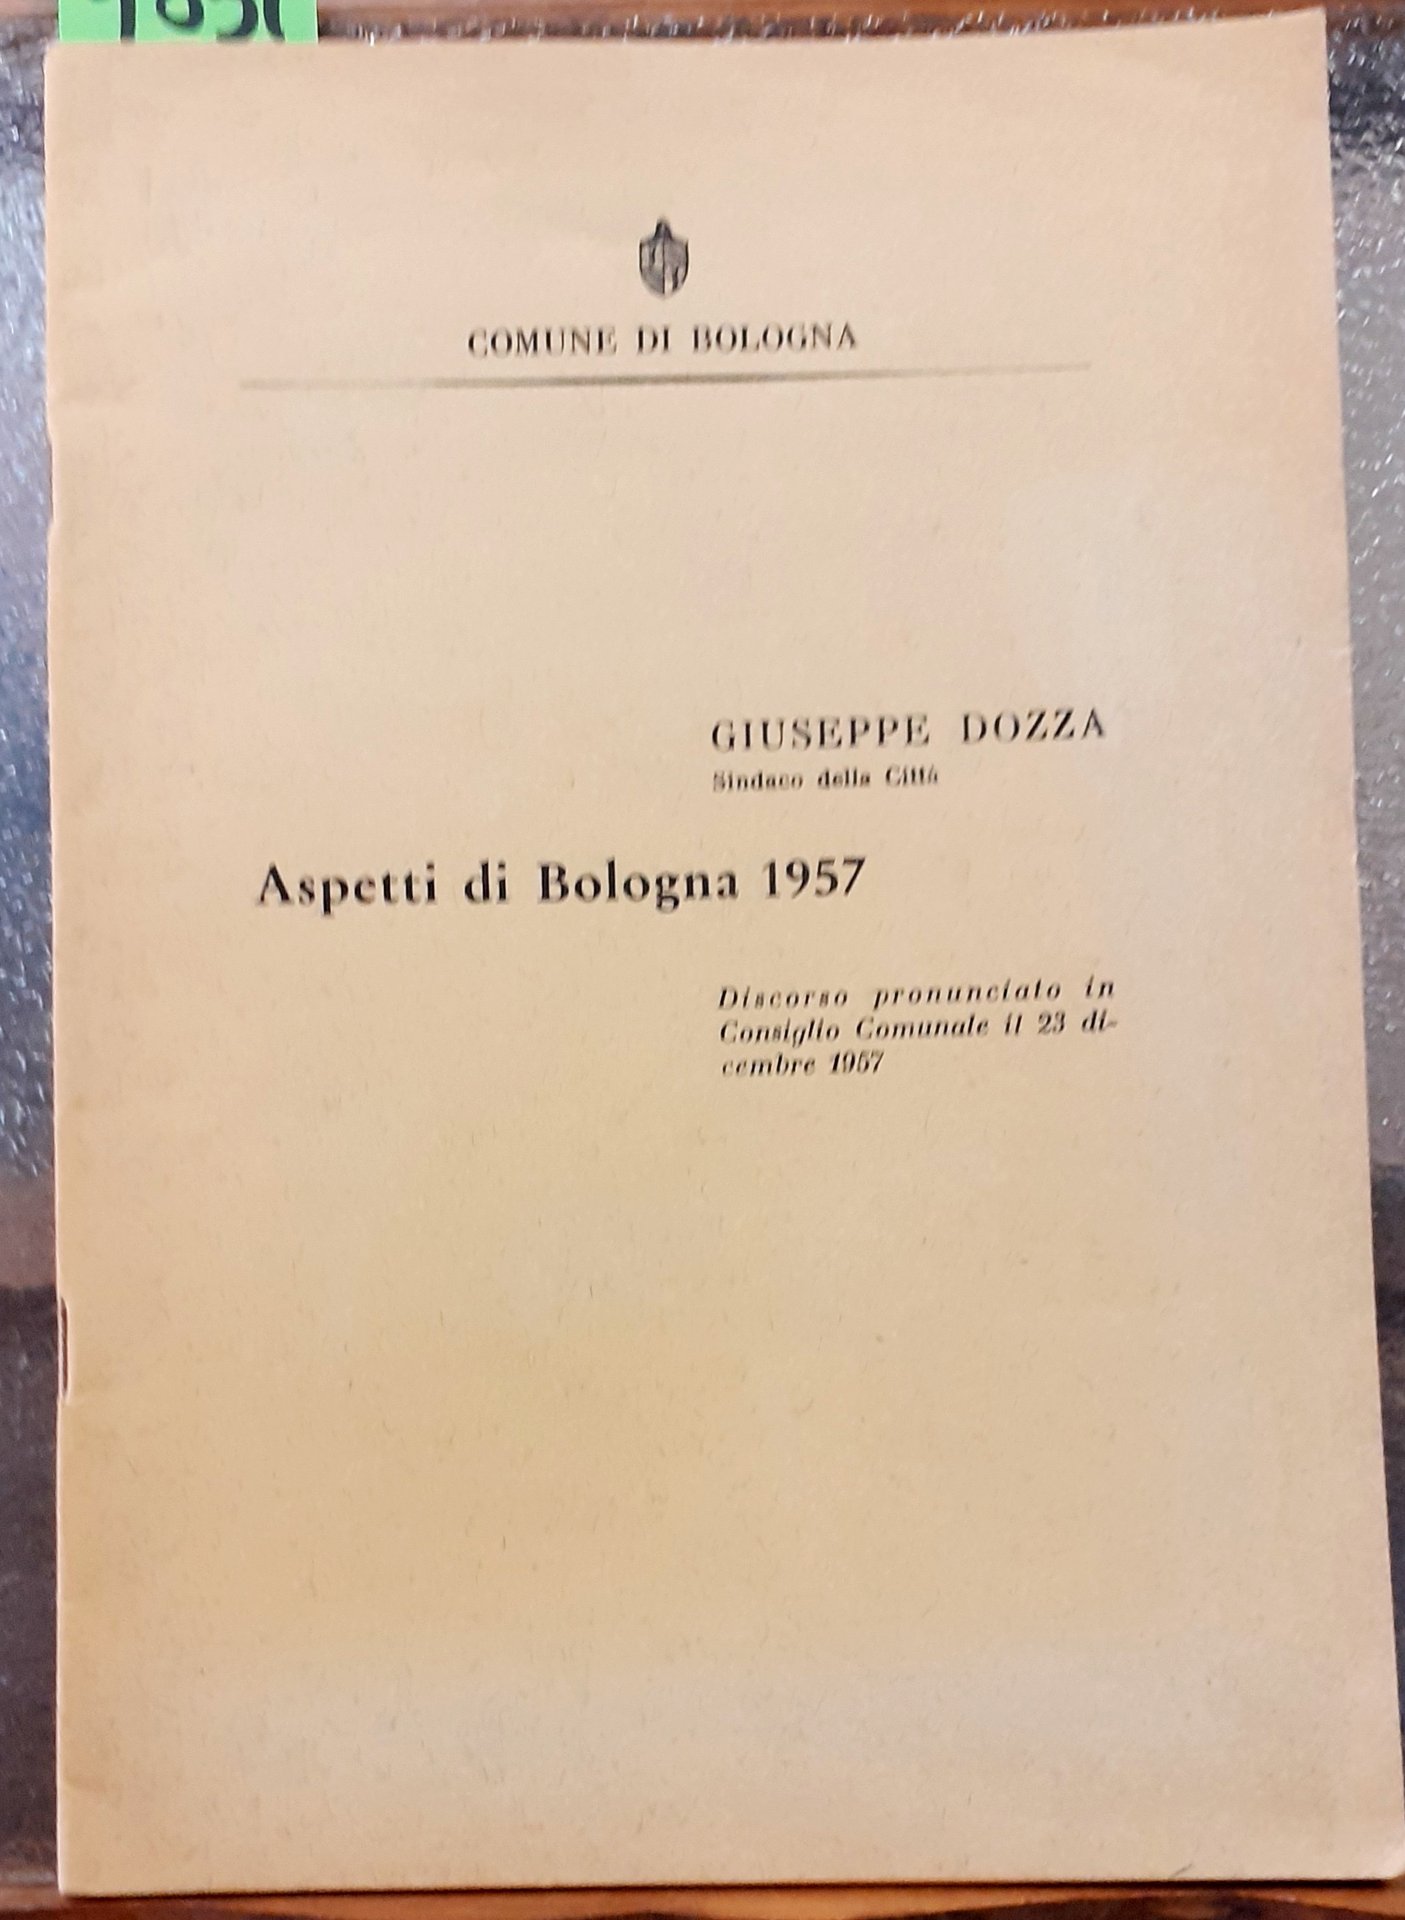 COMUNE DI BOLOGNA
GIUSEPPE DOZZA
Sindaco della Città
Aspetti di Bologna 1957
Discorso pronunciato in
Consiglio Comunale il 23 di-
cembre 1957